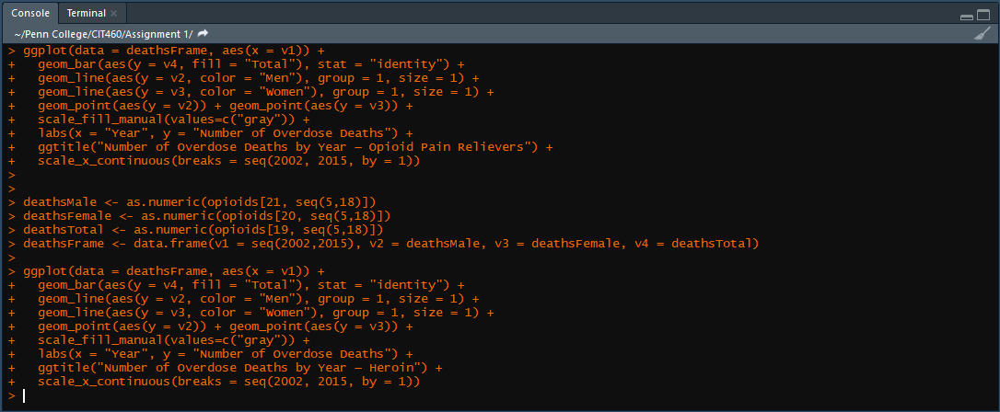 Console Terminal ×
~/Penn College/CIT460/Assignment 1/
> ggplot(data = deathsFrame, aes(x = v1)) +
+   geom_bar(aes(y = v4, fill = "Total"), stat = "identity") +
+   geom_line(aes(y = v2, color = "Men"), group = 1, size = 1) +
+   geom_line(aes(y = v3, color = "Women"), group = 1, size = 1) +
+   geom_point(aes(y = v2)) + geom_point(aes(y = v3)) +
+   scale_fill_manual(values=c("gray")) +
+   labs(x = "Year", y = "Number of Overdose Deaths") +
+   ggtitle("Number of Overdose Deaths by Year – Opioid Pain Relievers") +
+   scale_x_continuous(breaks = seq(2002, 2015, by = 1))
>
>
> deathsMale <- as.numeric(opioids[21, seq(5,18)])
> deathsFemale <- as.numeric(opioids[20, seq(5,18)])
> deathsTotal <- as.numeric(opioids[19, seq(5,18)])
> deathsFrame <- data.frame(v1 = seq(2002,2015), v2 = deathsMale, v3 = deathsFemale, v4 = deathsTotal)
>
> ggplot(data = deathsFrame, aes(x = v1)) +
+   geom_bar(aes(y = v4, fill = "Total"), stat = "identity") +
+   geom_line(aes(y = v2, color = "Men"), group = 1, size = 1) +
+   geom_line(aes(y = v3, color = "Women"), group = 1, size = 1) +
+   geom_point(aes(y = v2)) + geom_point(aes(y = v3)) +
+   scale_fill_manual(values=c("gray")) +
+   labs(x = "Year", y = "Number of Overdose Deaths") +
+   ggtitle("Number of Overdose Deaths by Year – Heroin") +
+   scale_x_continuous(breaks = seq(2002, 2015, by = 1))
>